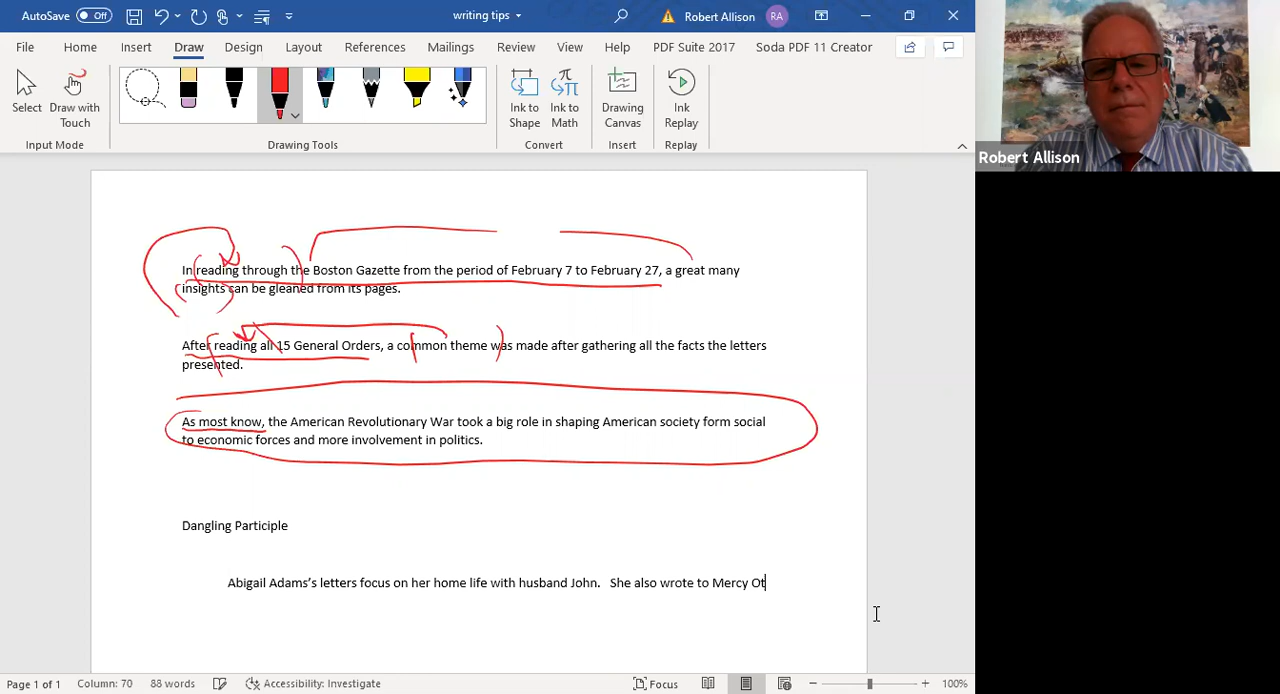 AutoSave Off writing tips Robert Allison RA
File Home Insert Draw Design Layout References Mailings Review View Help PDF Suite 2017 Soda PDF 11 Creator
Select Draw with Touch Ink to Shape Ink to Math Drawing Canvas Ink Replay
Input Mode Drawing Tools Convert Insert Replay
Robert Allison
In reading through the Boston Gazette from the period of February 7 to February 27, a great many
insights can be gleaned from its pages.
After reading all 15 General Orders, a common theme was made after gathering all the facts the letters
presented.
As most know, the American Revolutionary War took a big role in shaping American society form social
to economic forces and more involvement in politics.
Dangling Participle
Abigail Adams's letters focus on her home life with husband John. She also wrote to Mercy Ot
Page 1 of 1 Column: 70 88 words Accessibility: Investigate Focus 100%